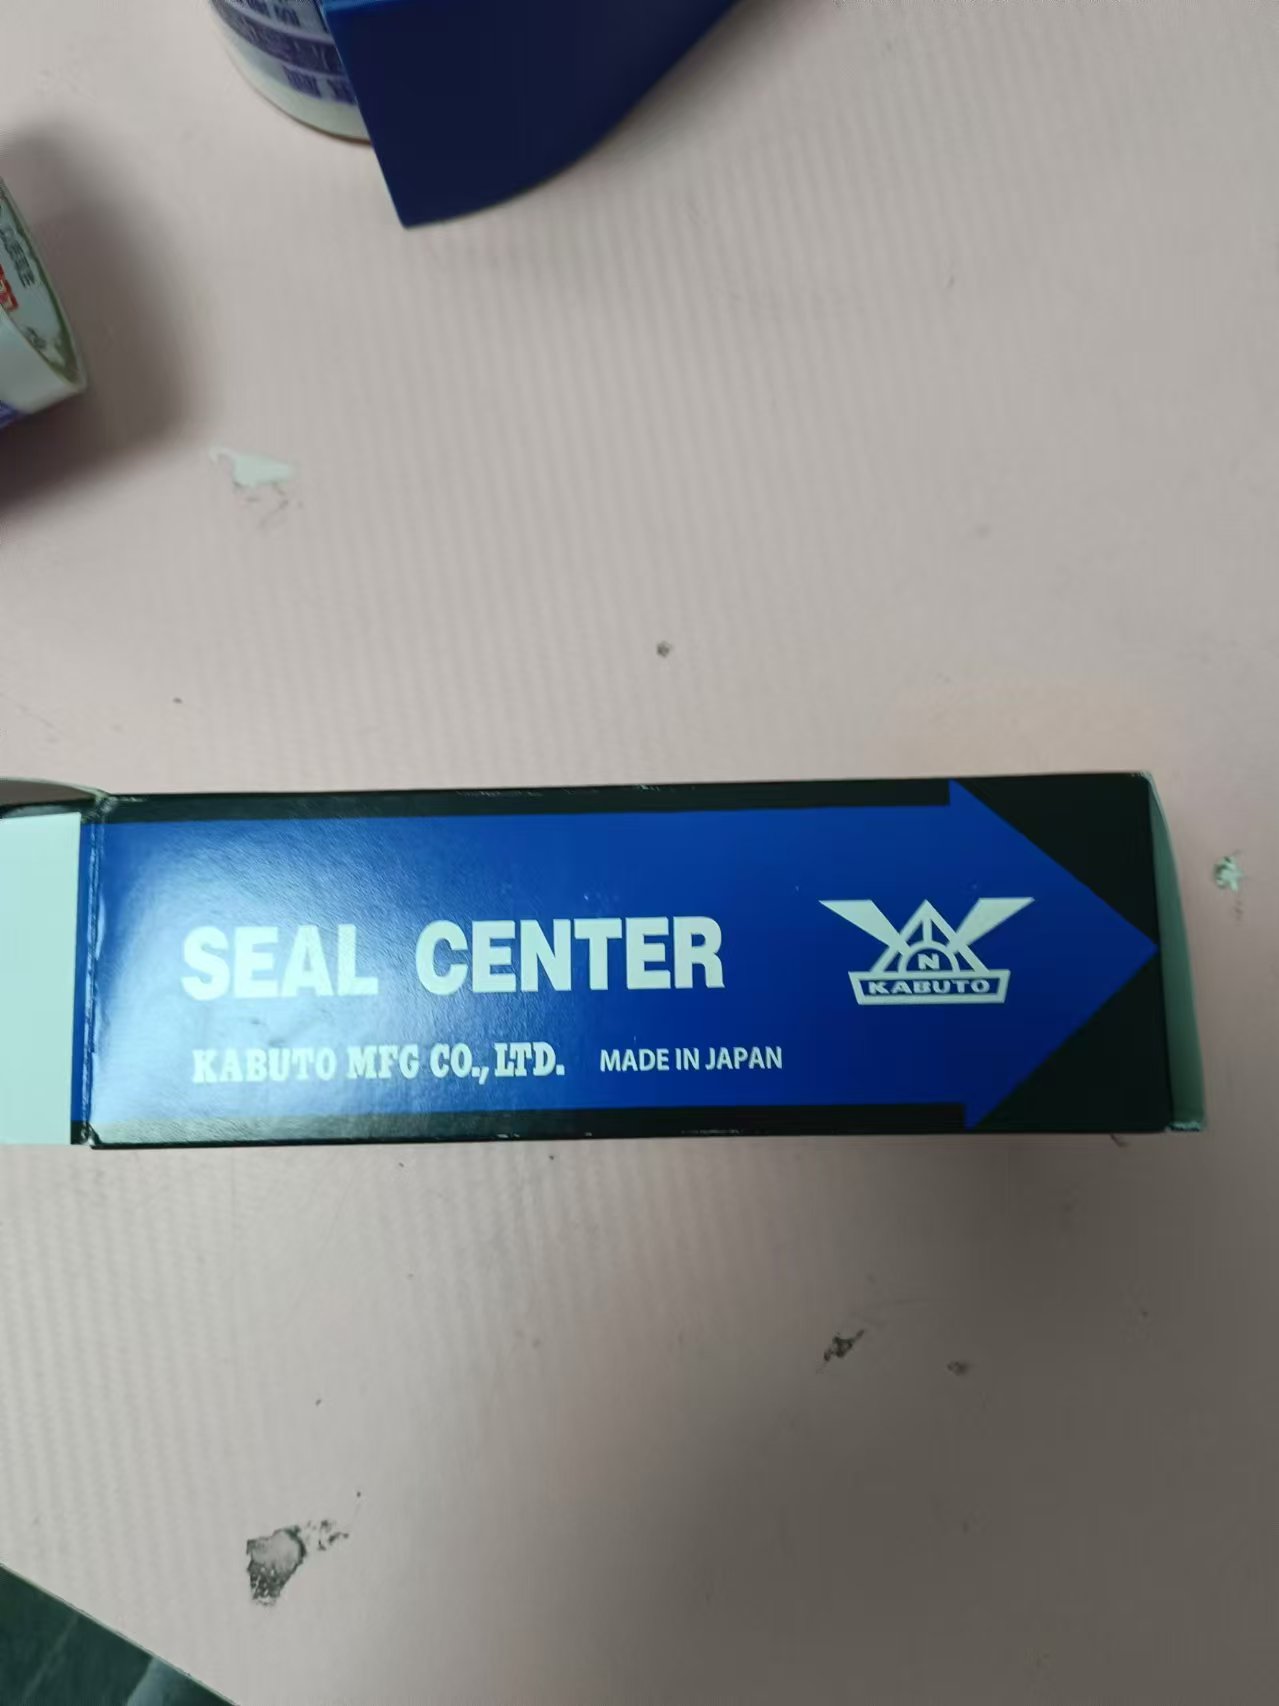 SEAL CENTER
N
KABUTO
KABUTO MFG CO., LTD. MADE IN JAPAN